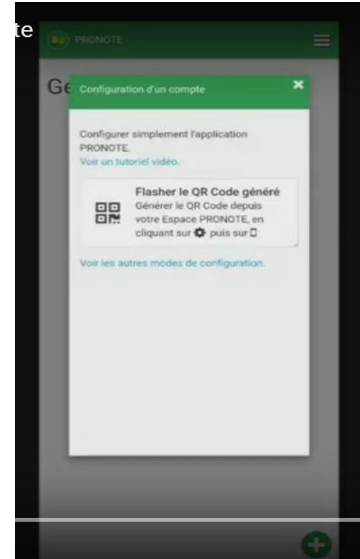 te
PRONOTE
Ge
Configuration d'un compte
Configurer simplement l'application
PRONOTE.
Voir un tutoriel vidéo.
Flasher le QR Code généré
Générer le QR Code depuis
votre Espace PRONOTE, en
cliquant sur puis sur
Voir les autres modes de configuration.